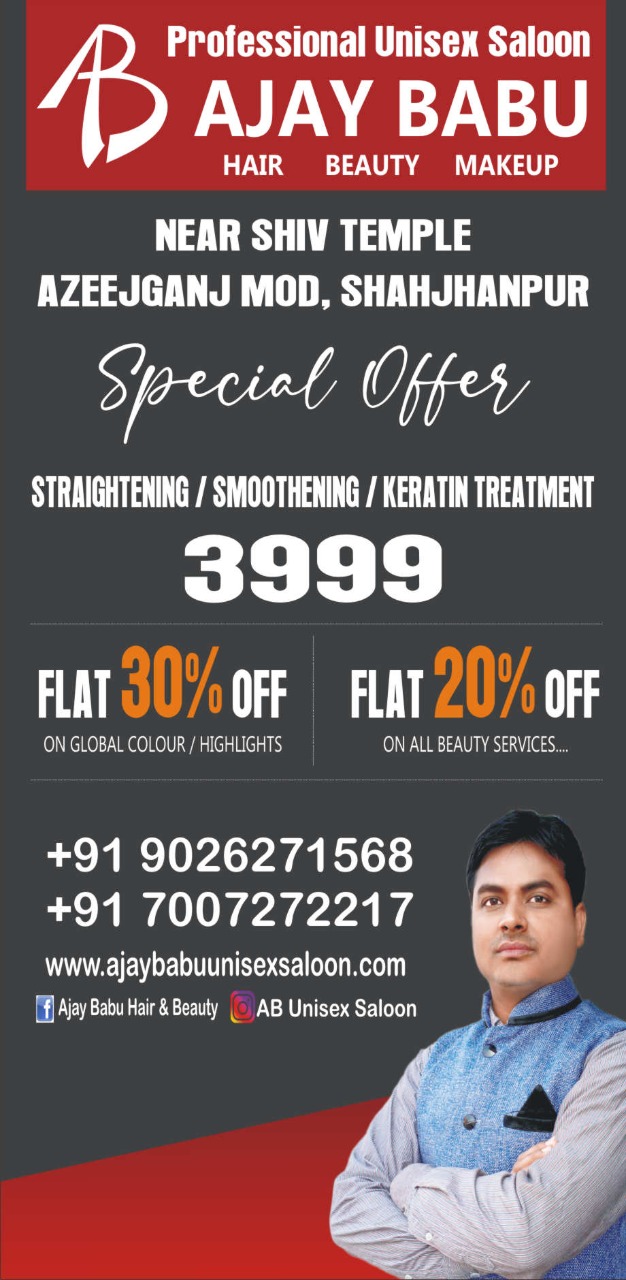 AB
Professional Unisex Saloon
AJAY BABU
HAIR BEAUTY MAKEUP
NEAR SHIV TEMPLE
AZEEJGANJ MOD, SHAHJHANPUR
Special Offer
STRAIGHTENING / SMOOTHENING / KERATIN TREATMENT
3999
FLAT 30% OFF
ON GLOBAL COLOUR / HIGHLIGHTS
FLAT 20% OFF
ON ALL BEAUTY SERVICES....
+91 9026271568
+91 7007272217
www.ajaybabuunisexsaloon.com
f Ajay Babu Hair & Beauty AB Unisex Saloon